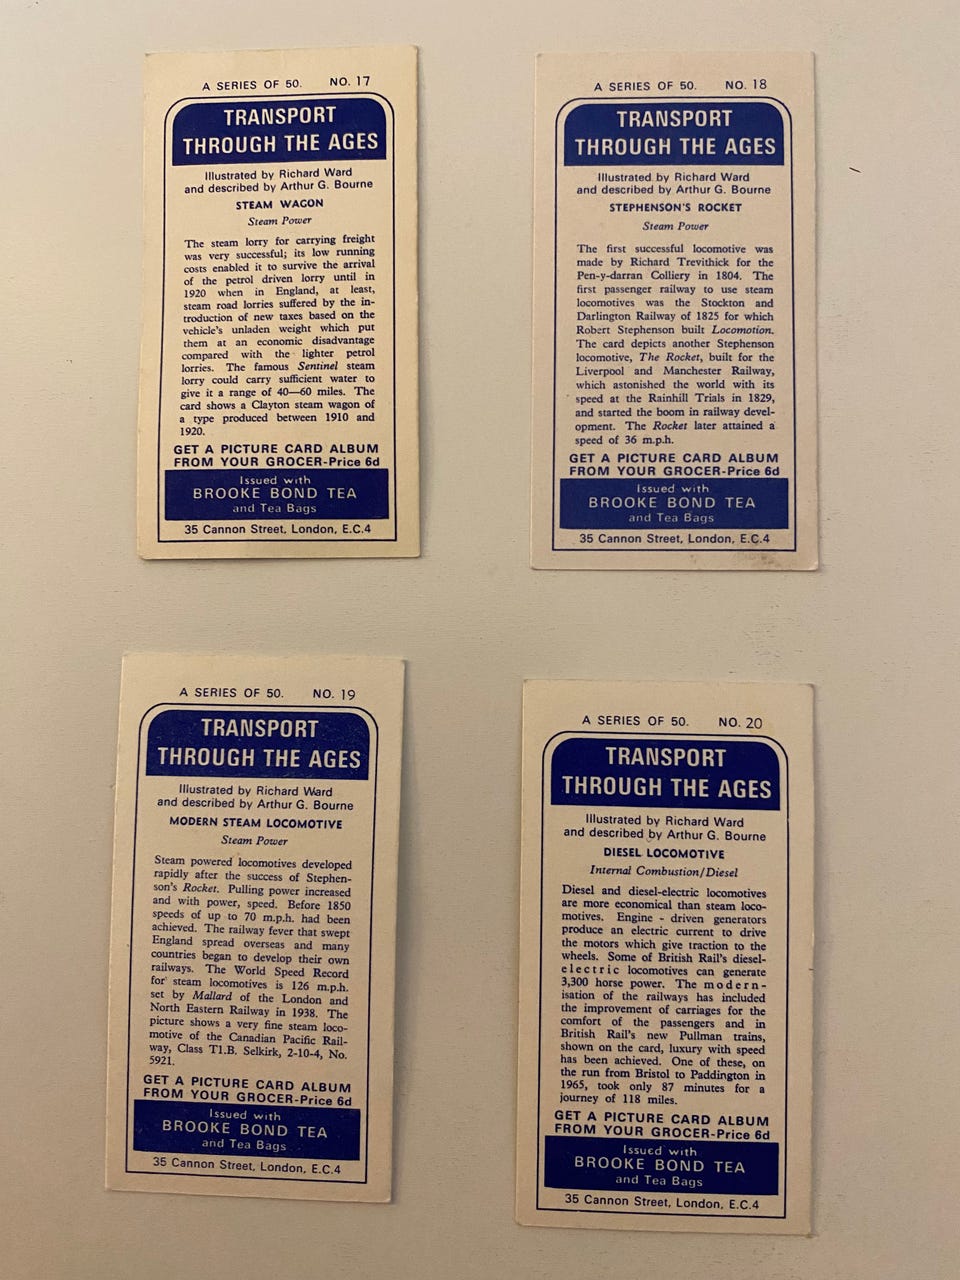 A SERIES OF 50. NO. 17
TRANSPORT
THROUGH THE AGES
Illustrated by Richard Ward
and described by Arthur G. Bourne
STEAM WAGON
Steam Power
The steam lorry for carrying freight
was very successful; its low running
costs enabled it to survive the arrival
of the petrol driven lorry until in
1920 when in England, at least,
steam road lorries suffered by the in-
troduction of new taxes based on the
vehicle's unladen weight which put
them at an economic disadvantage
compared with the lighter petrol
lorries. The famous Sentinel steam
lorry could carry sufficient water to
give it a range of 40—60 miles. The
card shows a Clayton steam wagon of
a type produced between 1910 and
1920.
GET A PICTURE CARD ALBUM
FROM YOUR GROCER-Price 6d
Issued with
BROOKE BOND TEA
and Tea Bags
35 Cannon Street, London, E.C.4
A SERIES OF 50. NO. 18
TRANSPORT
THROUGH THE AGES
Illustrated by Richard Ward
and described by Arthur G. Bourne
STEPHENSON'S ROCKET
Steam Power
The first successful locomotive was
made by Richard Trevithick for the
Pen-y-darran Colliery in 1804. The
first passenger railway to use steam
locomotives was the Stockton and
Darlington Railway of 1825 for which
Robert Stephenson built Locomotion.
The card depicts another Stephenson
locomotive, The Rocket, built for the
Liverpool and Manchester Railway,
which astonished the world with its
speed at the Rainhill Trials in 1829,
and started the boom in railway devel-
opment. The Rocket later attained a
speed of 36 m.p.h.
GET A PICTURE CARD ALBUM
FROM YOUR GROCER-Price 6d
Issued with
BROOKE BOND TEA
and Tea Bags
35 Cannon Street, London, E.C.4
A SERIES OF 50. NO. 19
TRANSPORT
THROUGH THE AGES
Illustrated by Richard Ward
and described by Arthur G. Bourne
MODERN STEAM LOCOMOTIVE
Steam Power
Steam powered locomotives developed
rapidly after the success of Stephen-
son's Rocket. Pulling power increased
and with power, speed. Before 1850
speeds of up to 70 m.p.h. had been
achieved. The railway fever that swept
England spread overseas and many
countries began to develop their own
railways. The World Speed Record
for steam locomotives is 126 m.p.h.
set by Mallard of the London and
North Eastern Railway in 1938. The
picture shows a very fine steam loco-
motive of the Canadian Pacific Rail-
way, Class T1.B. Selkirk, 2-10-4, No.
5921.
GET A PICTURE CARD ALBUM
FROM YOUR GROCER-Price 6d
Issued with
BROOKE BOND TEA
and Tea Bags
35 Cannon Street, London, E.C.4
A SERIES OF 50. NO. 20
TRANSPORT
THROUGH THE AGES
Illustrated by Richard Ward
and described by Arthur G. Bourne
DIESEL LOCOMOTIVE
Internal Combustion/Diesel
Diesel and diesel-electric locomotives
are more economical than steam loco-
motives. Engine - driven generators
produce an electric current to drive
the motors which give traction to the
wheels. Some of British Rail's diesel-
electric locomotives can generate
3,300 horse power. The modern-
isation of the railways has included
the improvement of carriages for the
comfort of the passengers and in
British Rail's new Pullman trains,
shown on the card, luxury with speed
has been achieved. One of these, on
the run from Bristol to Paddington in
1965, took only 87 minutes for a
journey of 118 miles.
GET A PICTURE CARD ALBUM
FROM YOUR GROCER-Price 6d
Issued with
BROOKE BOND TEA
and Tea Bags
35 Cannon Street, London, E.C.4